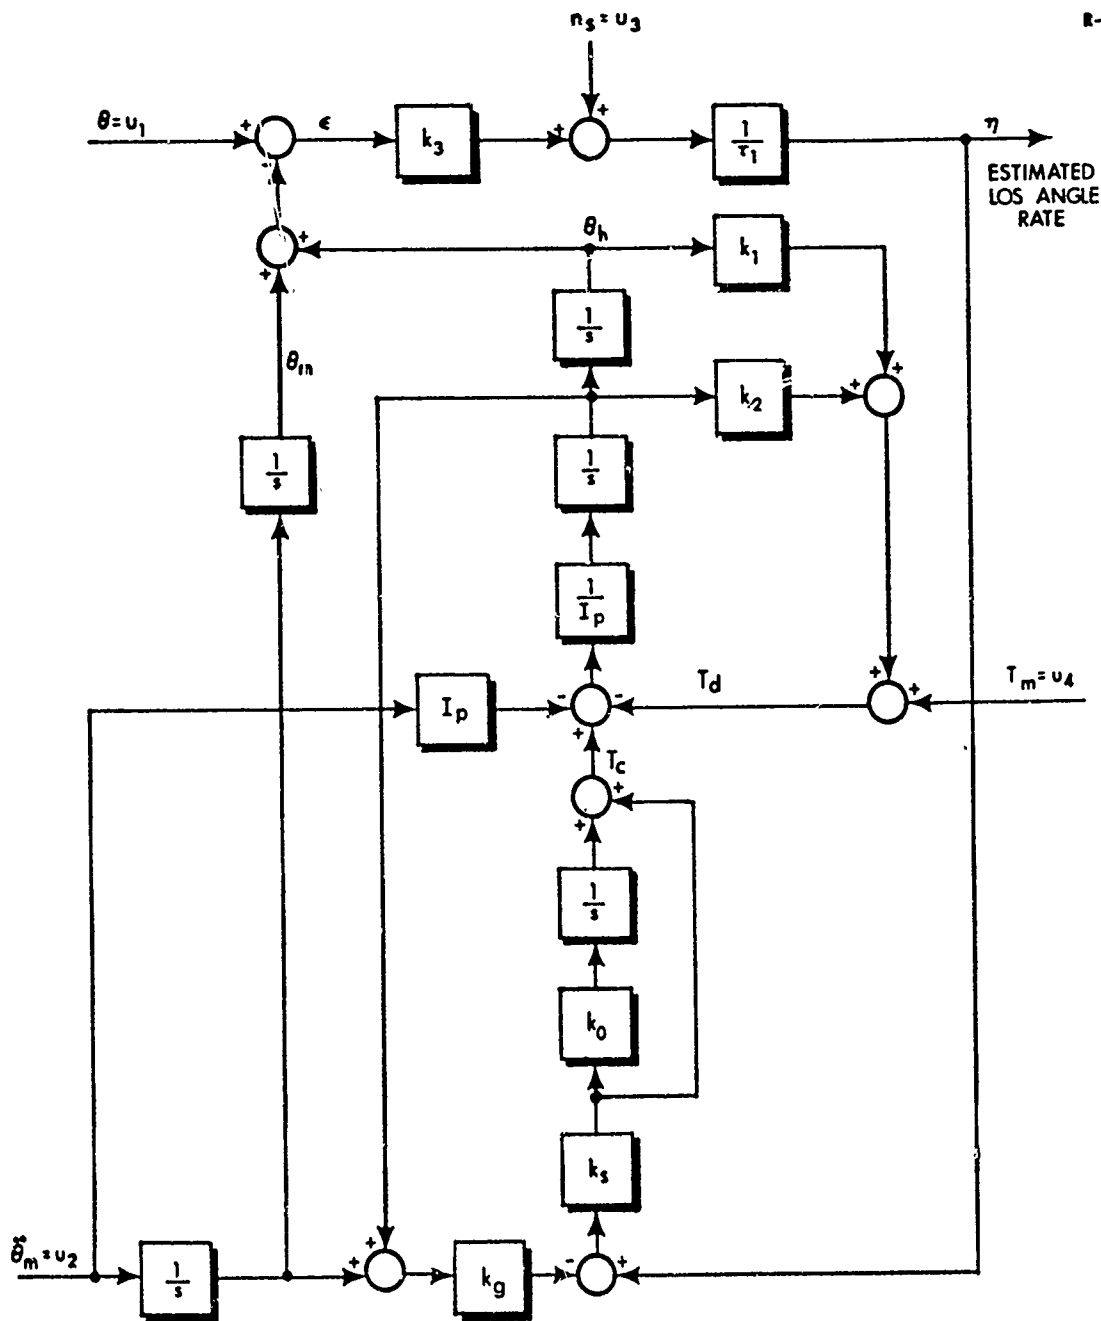 n_s = u_3
R-
θ = u_1
+
ϵ
k_3
+
+
1/τ_1
η
ESTIMATED
LOS ANGLE
RATE
-
+
θ_h
k_1
+
1/s
+
θ_m
k_2
+
+
1/s
1/s
1/I_p
I_p
-
-
T_d
+
+
T_m = u_4
+
T_c
+
+
1/s
k_0
k_s
θ̈_m = u_2
1/s
+
+
k_g
-
+